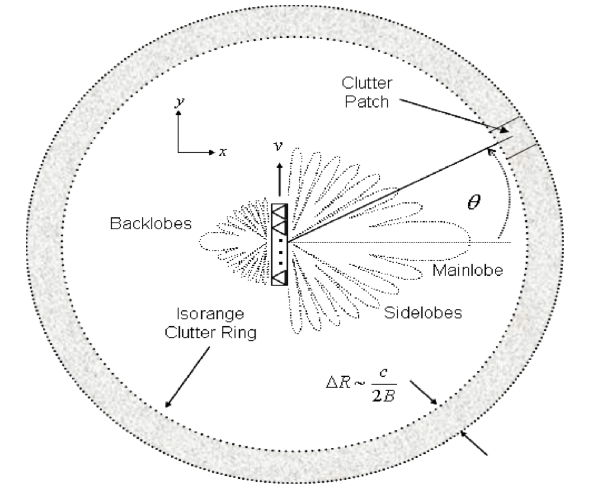 Clutter
Patch
y
x
v
θ
Backlobes
Mainlobe
Sidelobes
Isorange
Clutter Ring
ΔR ~ c
2B